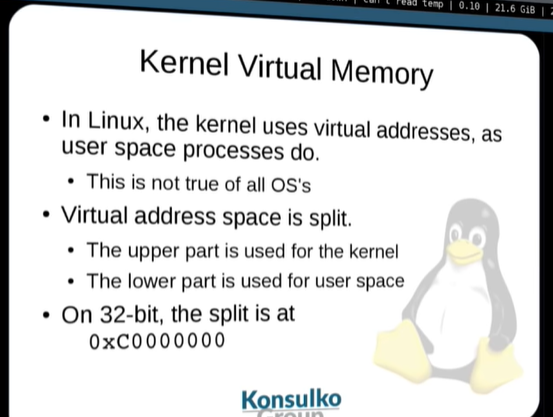 can't read temp | 0.10 | 21.6 GiB |
Kernel Virtual Memory
• In Linux, the kernel uses virtual addresses, as
user space processes do.
• This is not true of all OS's
• Virtual address space is split.
• The upper part is used for the kernel
• The lower part is used for user space
• On 32-bit, the split is at
0xC0000000
Konsulko
Group